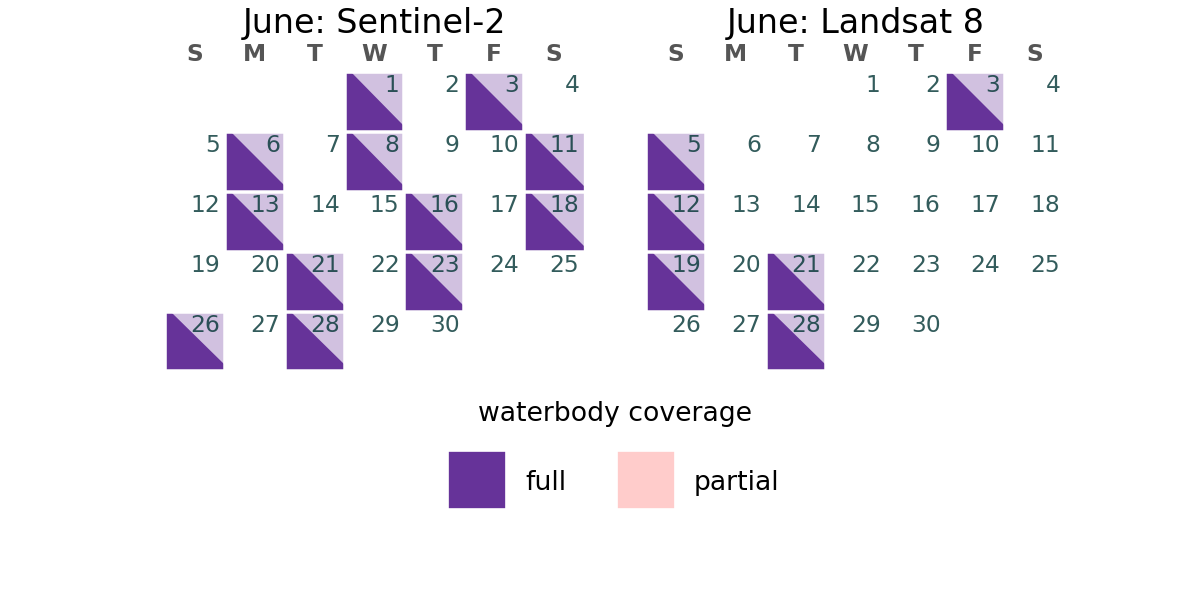 June: Sentinel-2
S M T W T F S
1 2 3 4
5 6 7 8 9 10 11
12 13 14 15 16 17 18
19 20 21 22 23 24 25
26 27 28 29 30
June: Landsat 8
S M T W T F S
1 2 3 4
5 6 7 8 9 10 11
12 13 14 15 16 17 18
19 20 21 22 23 24 25
26 27 28 29 30
waterbody coverage
full partial